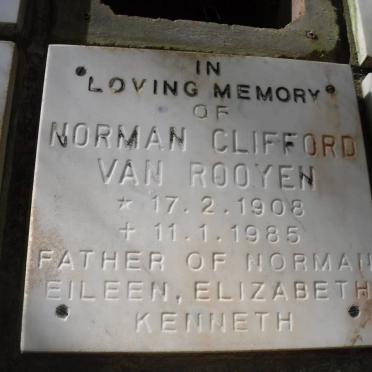 IN
LOVING MEMORY
OF
NORMAN CLIFFORD
VAN ROOYEN
* 17.2.1908
+ 11.1.1985
FATHER OF NORMAN
EILEEN, ELIZABETH
KENNETH